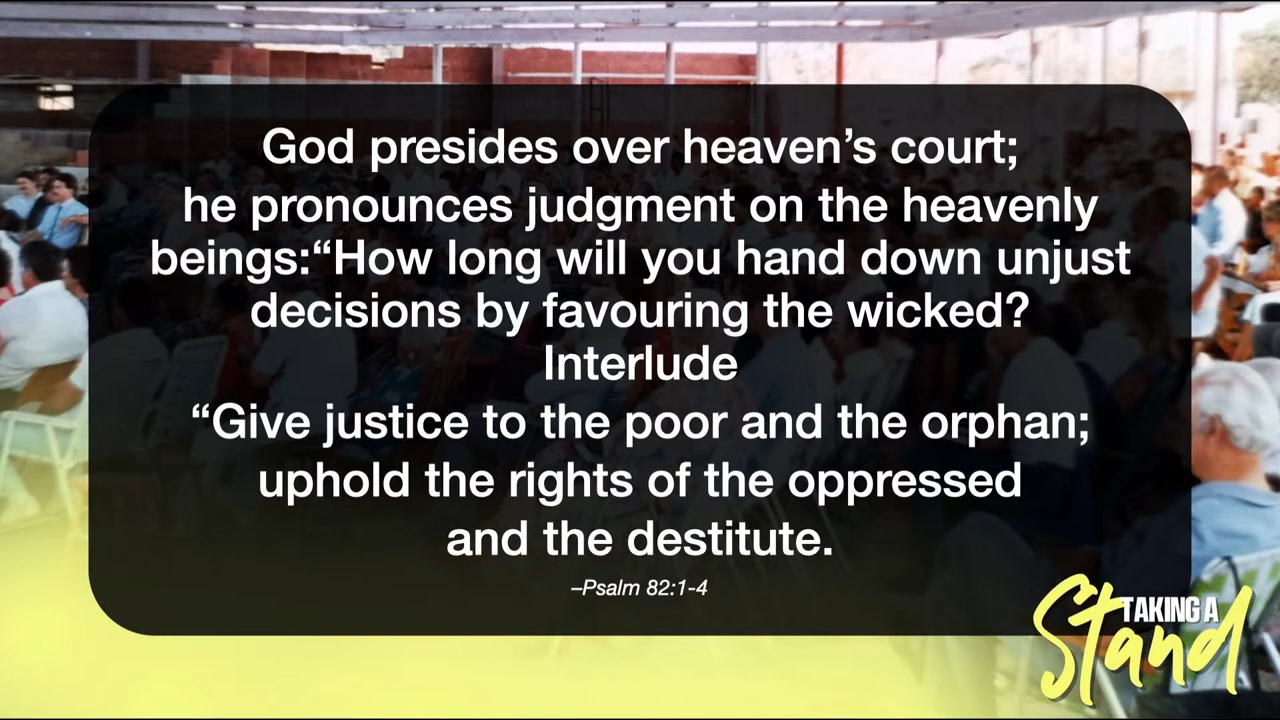 God presides over heaven’s court;
he pronounces judgment on the heavenly
beings:“How long will you hand down unjust
decisions by favouring the wicked?
Interlude
“Give justice to the poor and the orphan;
uphold the rights of the oppressed
and the destitute.
–Psalm 82:1-4
TAKING A
Stand